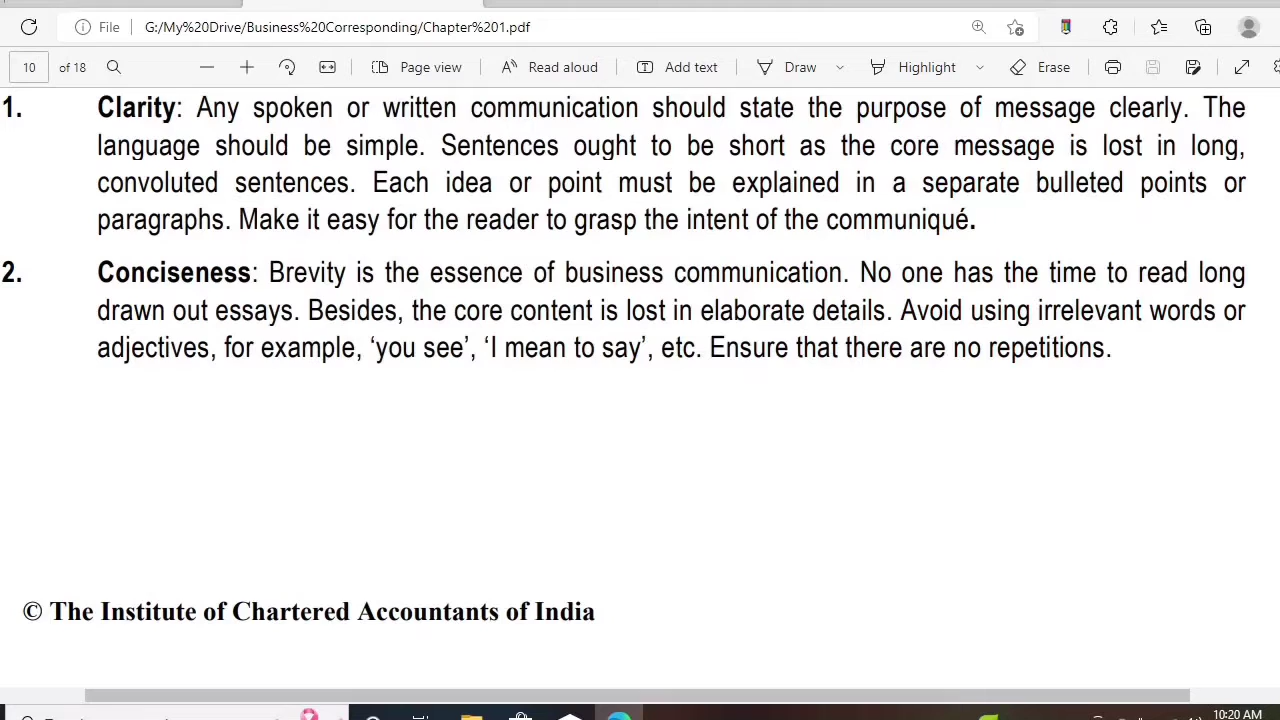 File G:/My%20Drive/Business%20Corresponding/Chapter%201.pdf
10 of 18 Page view Read aloud Add text Draw Highlight Erase
1. Clarity: Any spoken or written communication should state the purpose of message clearly. The
language should be simple. Sentences ought to be short as the core message is lost in long,
convoluted sentences. Each idea or point must be explained in a separate bulleted points or
paragraphs. Make it easy for the reader to grasp the intent of the communiqué.
2. Conciseness: Brevity is the essence of business communication. No one has the time to read long
drawn out essays. Besides, the core content is lost in elaborate details. Avoid using irrelevant words or
adjectives, for example, ‘you see’, ‘I mean to say’, etc. Ensure that there are no repetitions.
© The Institute of Chartered Accountants of India
10:20 AM